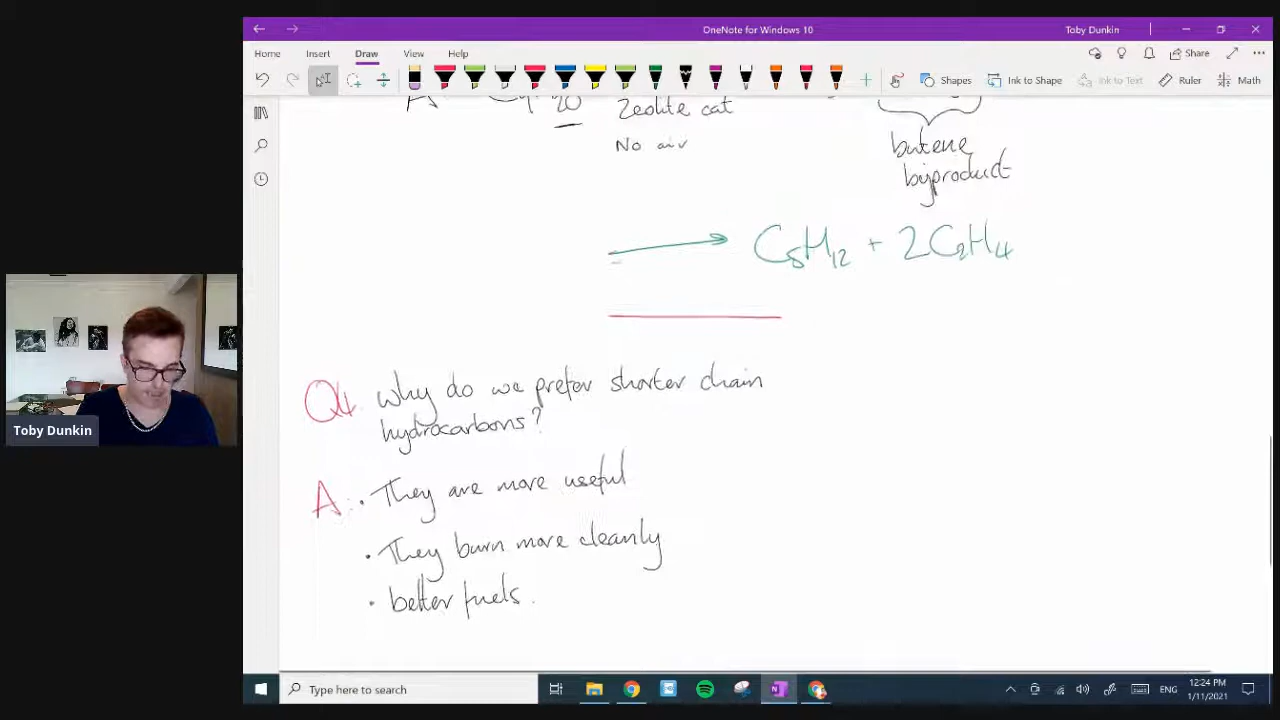 OneNote for Windows 10
Toby Dunkin
Home Insert Draw View Help
Share
Shapes
Ink to Shape
Ink to Text
Ruler
Math
20
Zeolite cat
No air
butene
biproduct
C5H12 + 2C2H4
Q4. Why do we prefer shorter chain
hydrocarbons?
A: • They are more useful
• They burn more cleanly
• better fuels.
Toby Dunkin
Type here to search
ENG
12:24 PM
1/11/2021